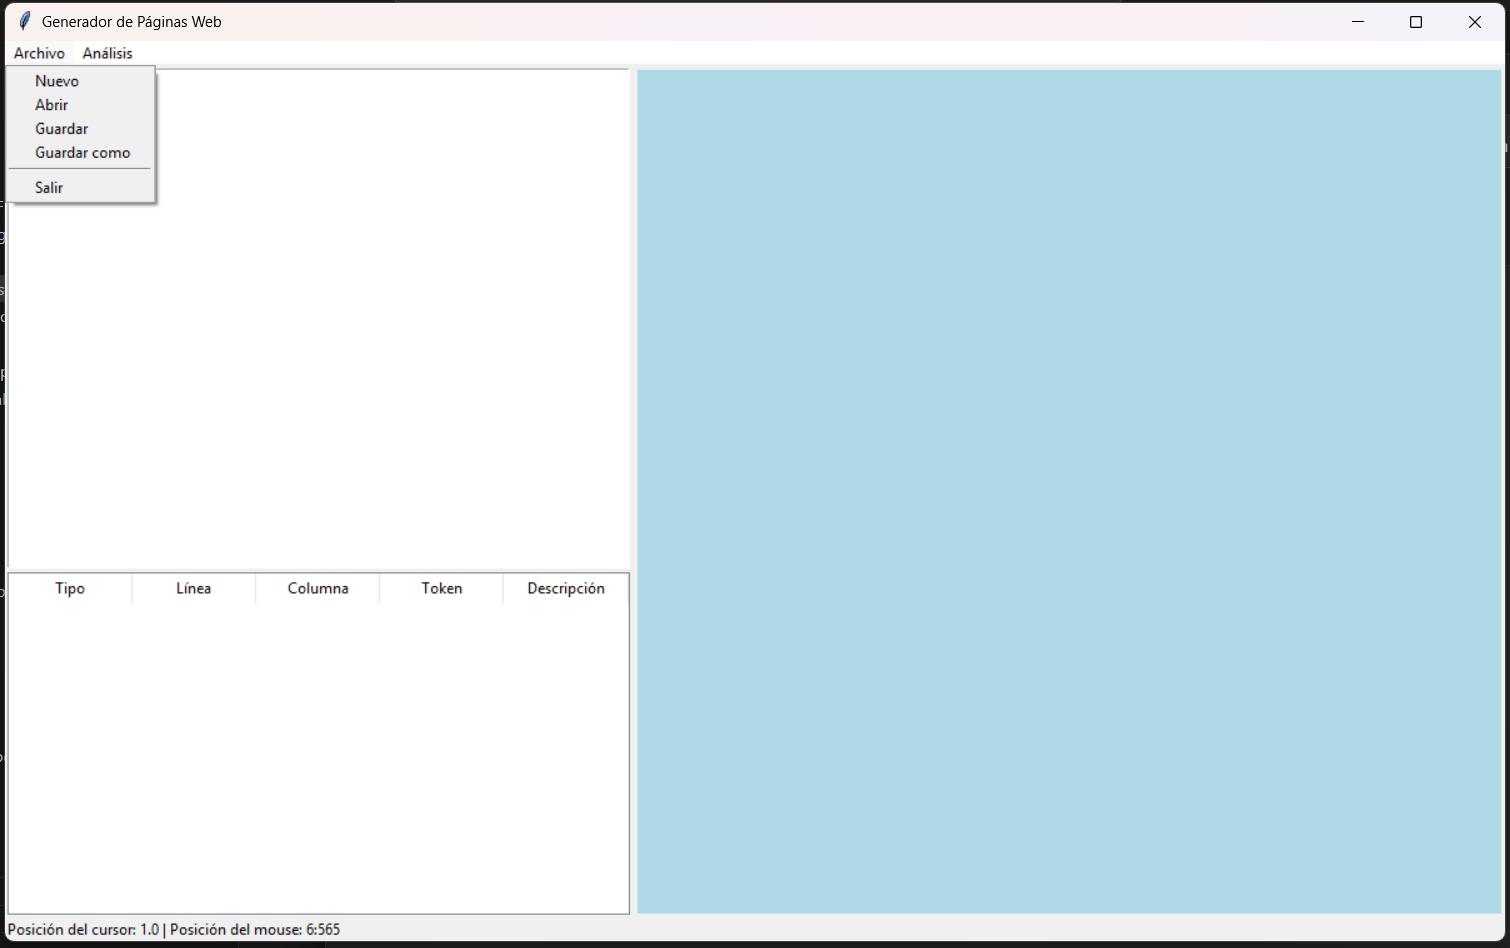 Generador de Páginas Web
Archivo Análisis
Nuevo
Abrir
Guardar
Guardar como
Salir
Tipo Línea Columna Token Descripción
Posición del cursor: 1.0 | Posición del mouse: 6:565